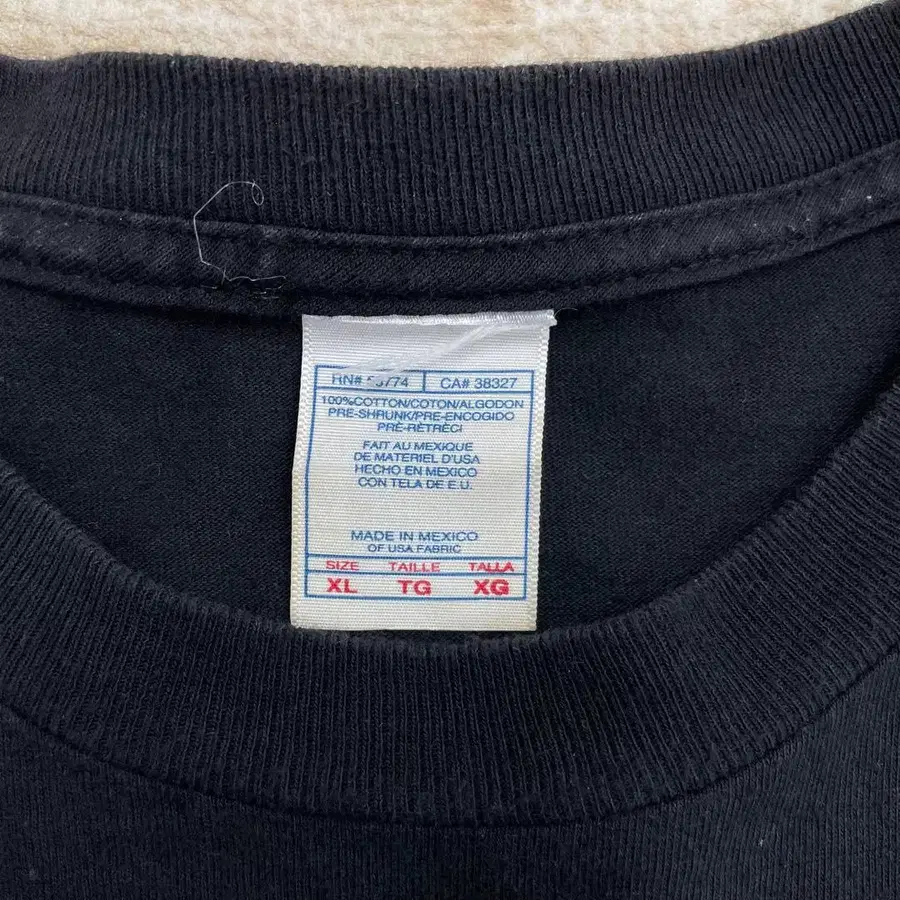 RN# 774 CA# 38327
100%COTTON/COTON/ALGODON
PRE-SHRUNK/PRE-ENCOGIDO
PRÉ-RÉTRÉCI
FAIT AU MEXIQUE
DE MATERIEL D'USA
HECHO EN MEXICO
CON TELA DE E.U.
MADE IN MEXICO
OF USA FABRIC
SIZE TAILLE TALLA
XL TG XG